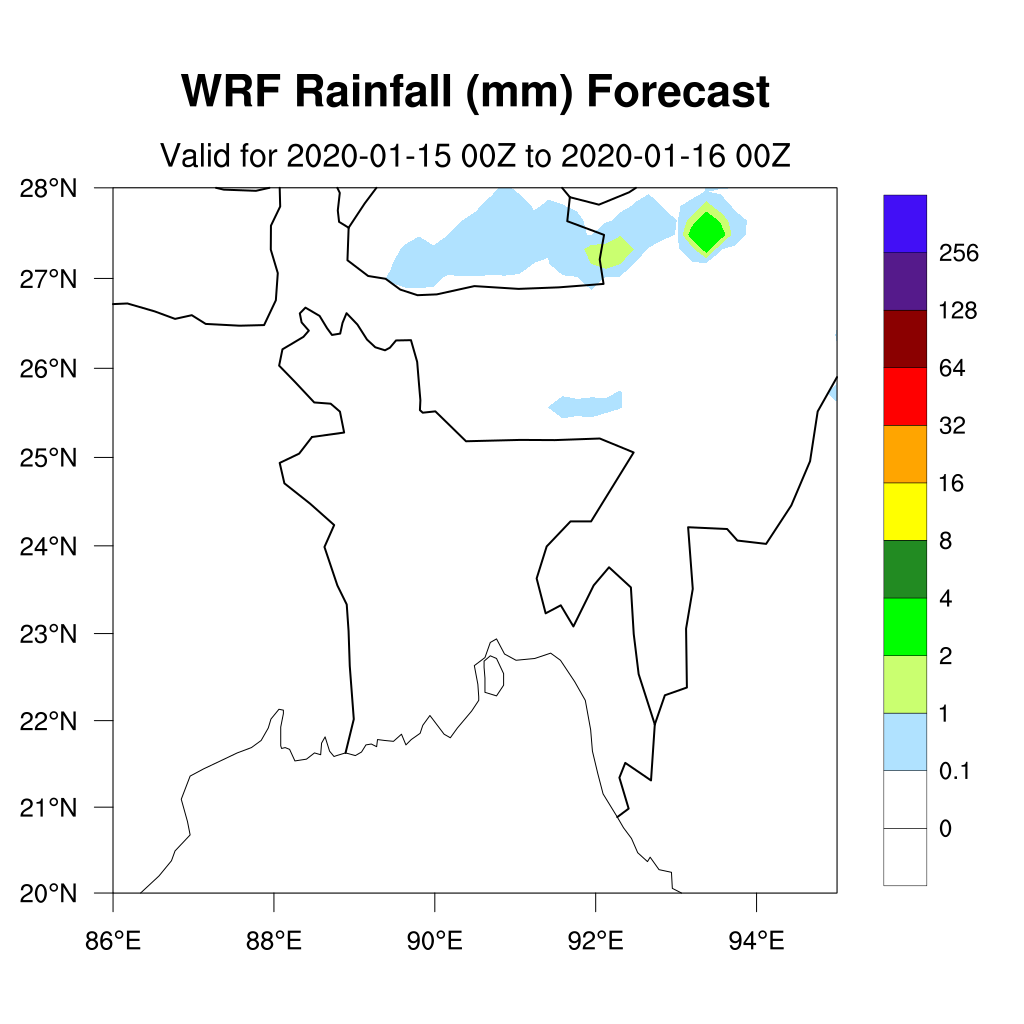 WRF Rainfall (mm) Forecast
Valid for 2020-01-15 00Z to 2020-01-16 00Z
28°N
27°N
26°N
25°N
24°N
23°N
22°N
21°N
20°N
86°E 88°E 90°E 92°E 94°E
256
128
64
32
16
8
4
2
1
0.1
0